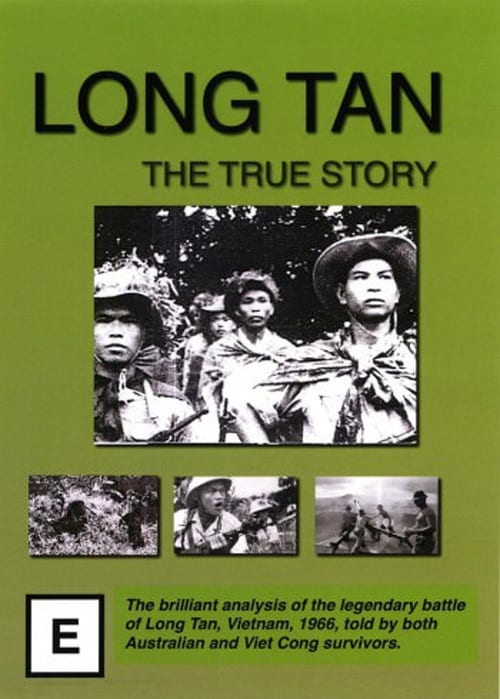 LONG TAN
THE TRUE STORY
E
The brilliant analysis of the legendary battle
of Long Tan, Vietnam, 1966, told by both
Australian and Viet Cong survivors.